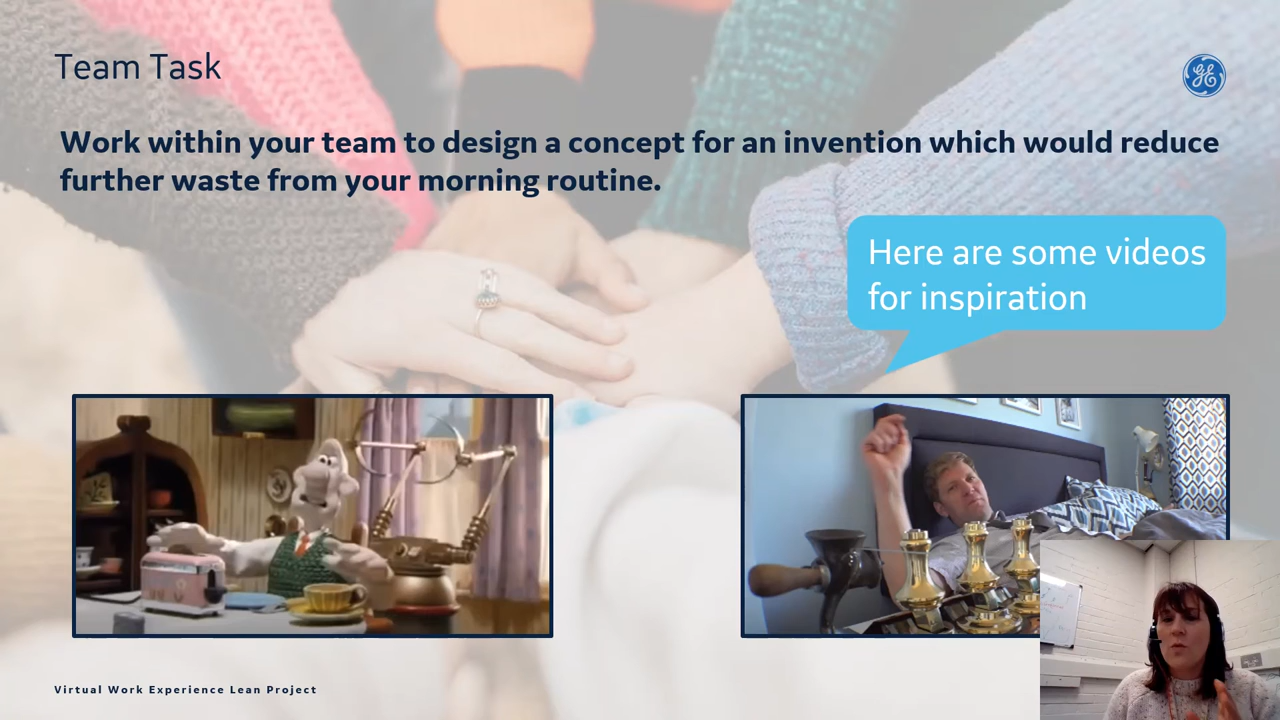 Team Task
GE
Work within your team to design a concept for an invention which would reduce
further waste from your morning routine.
Here are some videos
for inspiration
Virtual Work Experience Lean Project